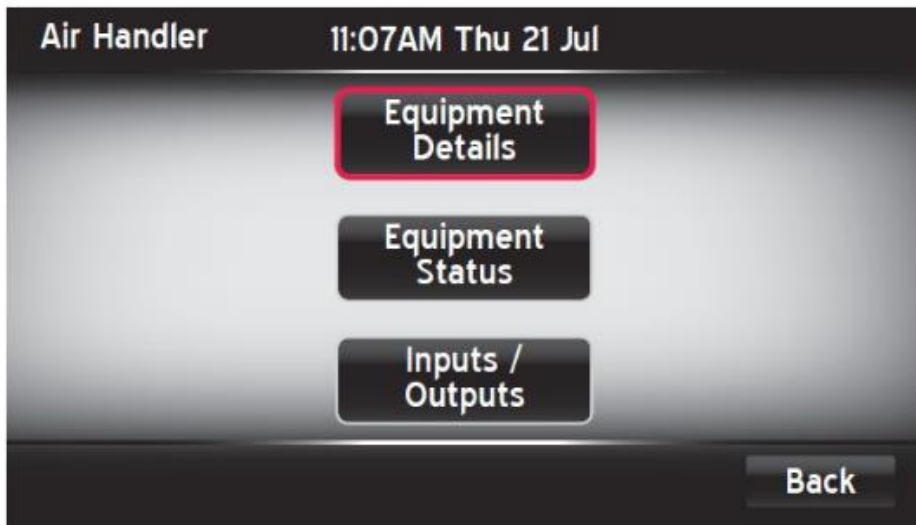 Air Handler 11:07AM Thu 21 Jul
Equipment
Details
Equipment
Status
Inputs /
Outputs
Back